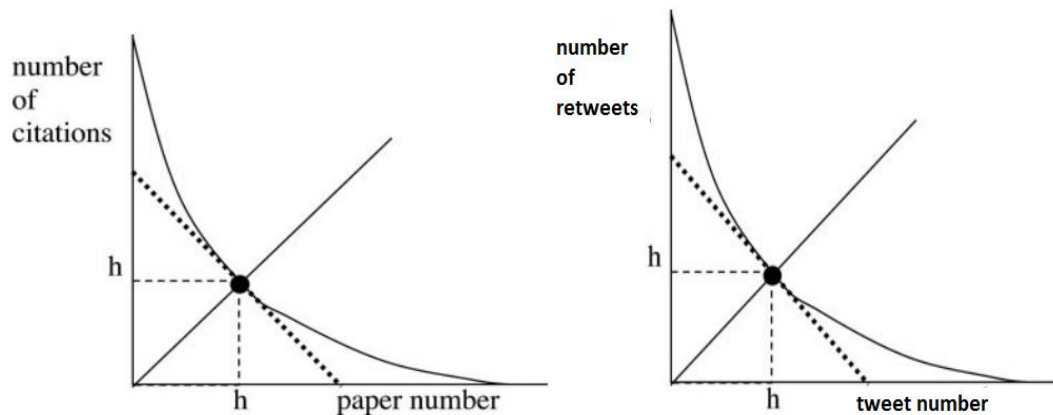 number
of
citations
h
h
paper number
number
of
retweets
h
h
tweet number